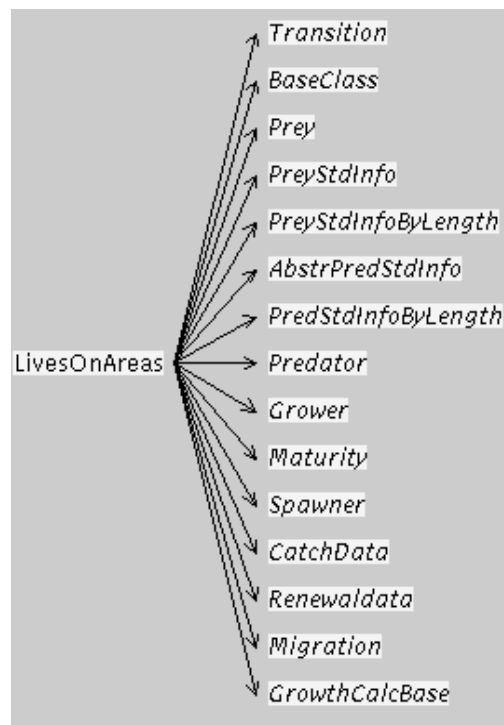 Transition
BaseClass
Prey
PreyStdInfo
PreyStdInfoByLength
AbstrPredStdInfo
PredStdInfoByLength
LivesOnAreas
Predator
Grower
Maturity
Spawner
CatchData
Renewaldata
Migration
GrowthCalcBase